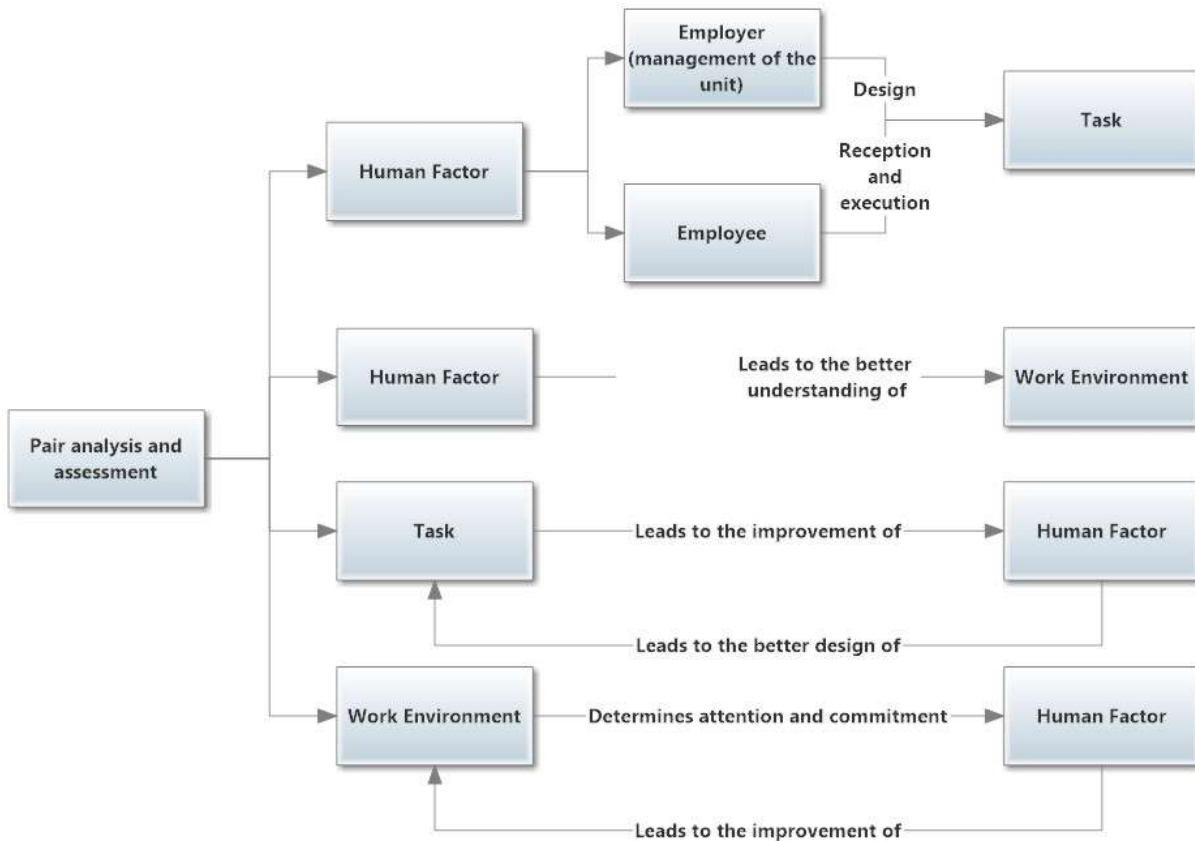 Employer
(management of the
unit)
Design
Task
Human Factor
Reception
and
execution
Employee
Human Factor
Leads to the better
understanding of
Work Environment
Pair analysis and
assessment
Task
Leads to the improvement of
Human Factor
Leads to the better design of
Work Environment
Determines attention and commitment
Human Factor
Leads to the improvement of